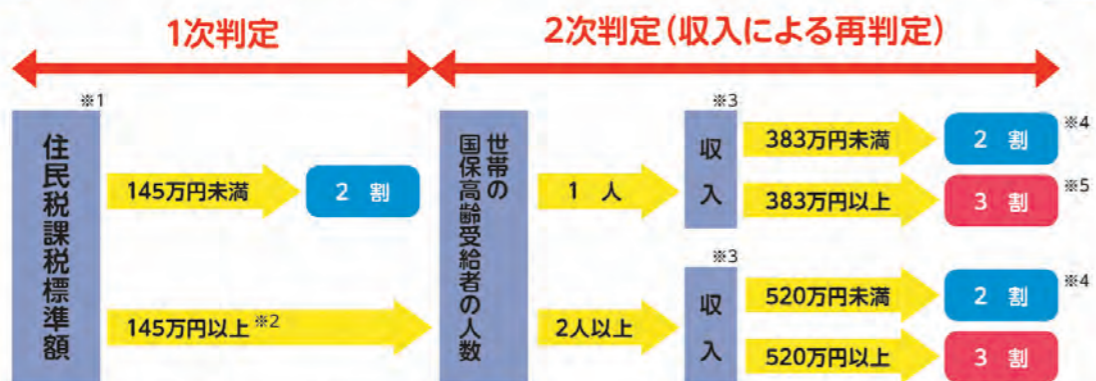 1次判定
2次判定(収入による再判定)
※1
住民税課税標準額
145万円未満
2 割
145万円以上※2
世帯の
国保高齢受給者の人数
1 人
※3
収入
383万円未満
2 割
※4
383万円以上
3 割
※5
2人以上
※3
収入
520万円未満
2 割
※4
520万円以上
3 割